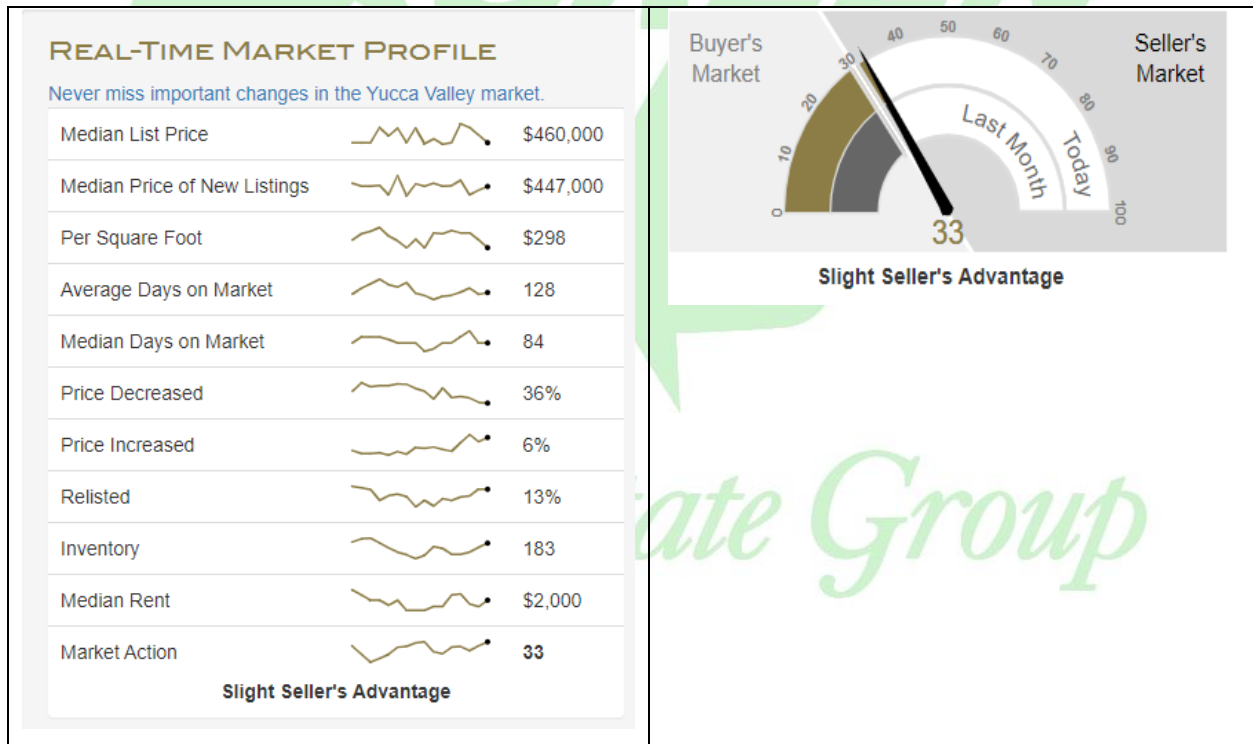 REAL-TIME MARKET PROFILE
Never miss important changes in the Yucca Valley market.
Median List Price $460,000
Median Price of New Listings $447,000
Per Square Foot $298
Average Days on Market 128
Median Days on Market 84
Price Decreased 36%
Price Increased 6%
Relisted 13%
Inventory 183
Median Rent $2,000
Market Action 33
Slight Seller's Advantage
Buyer's
Market
Seller's
Market
0
10
20
30
40
50
60
70
80
90
100
Last Month
Today
33
Slight Seller's Advantage
Group